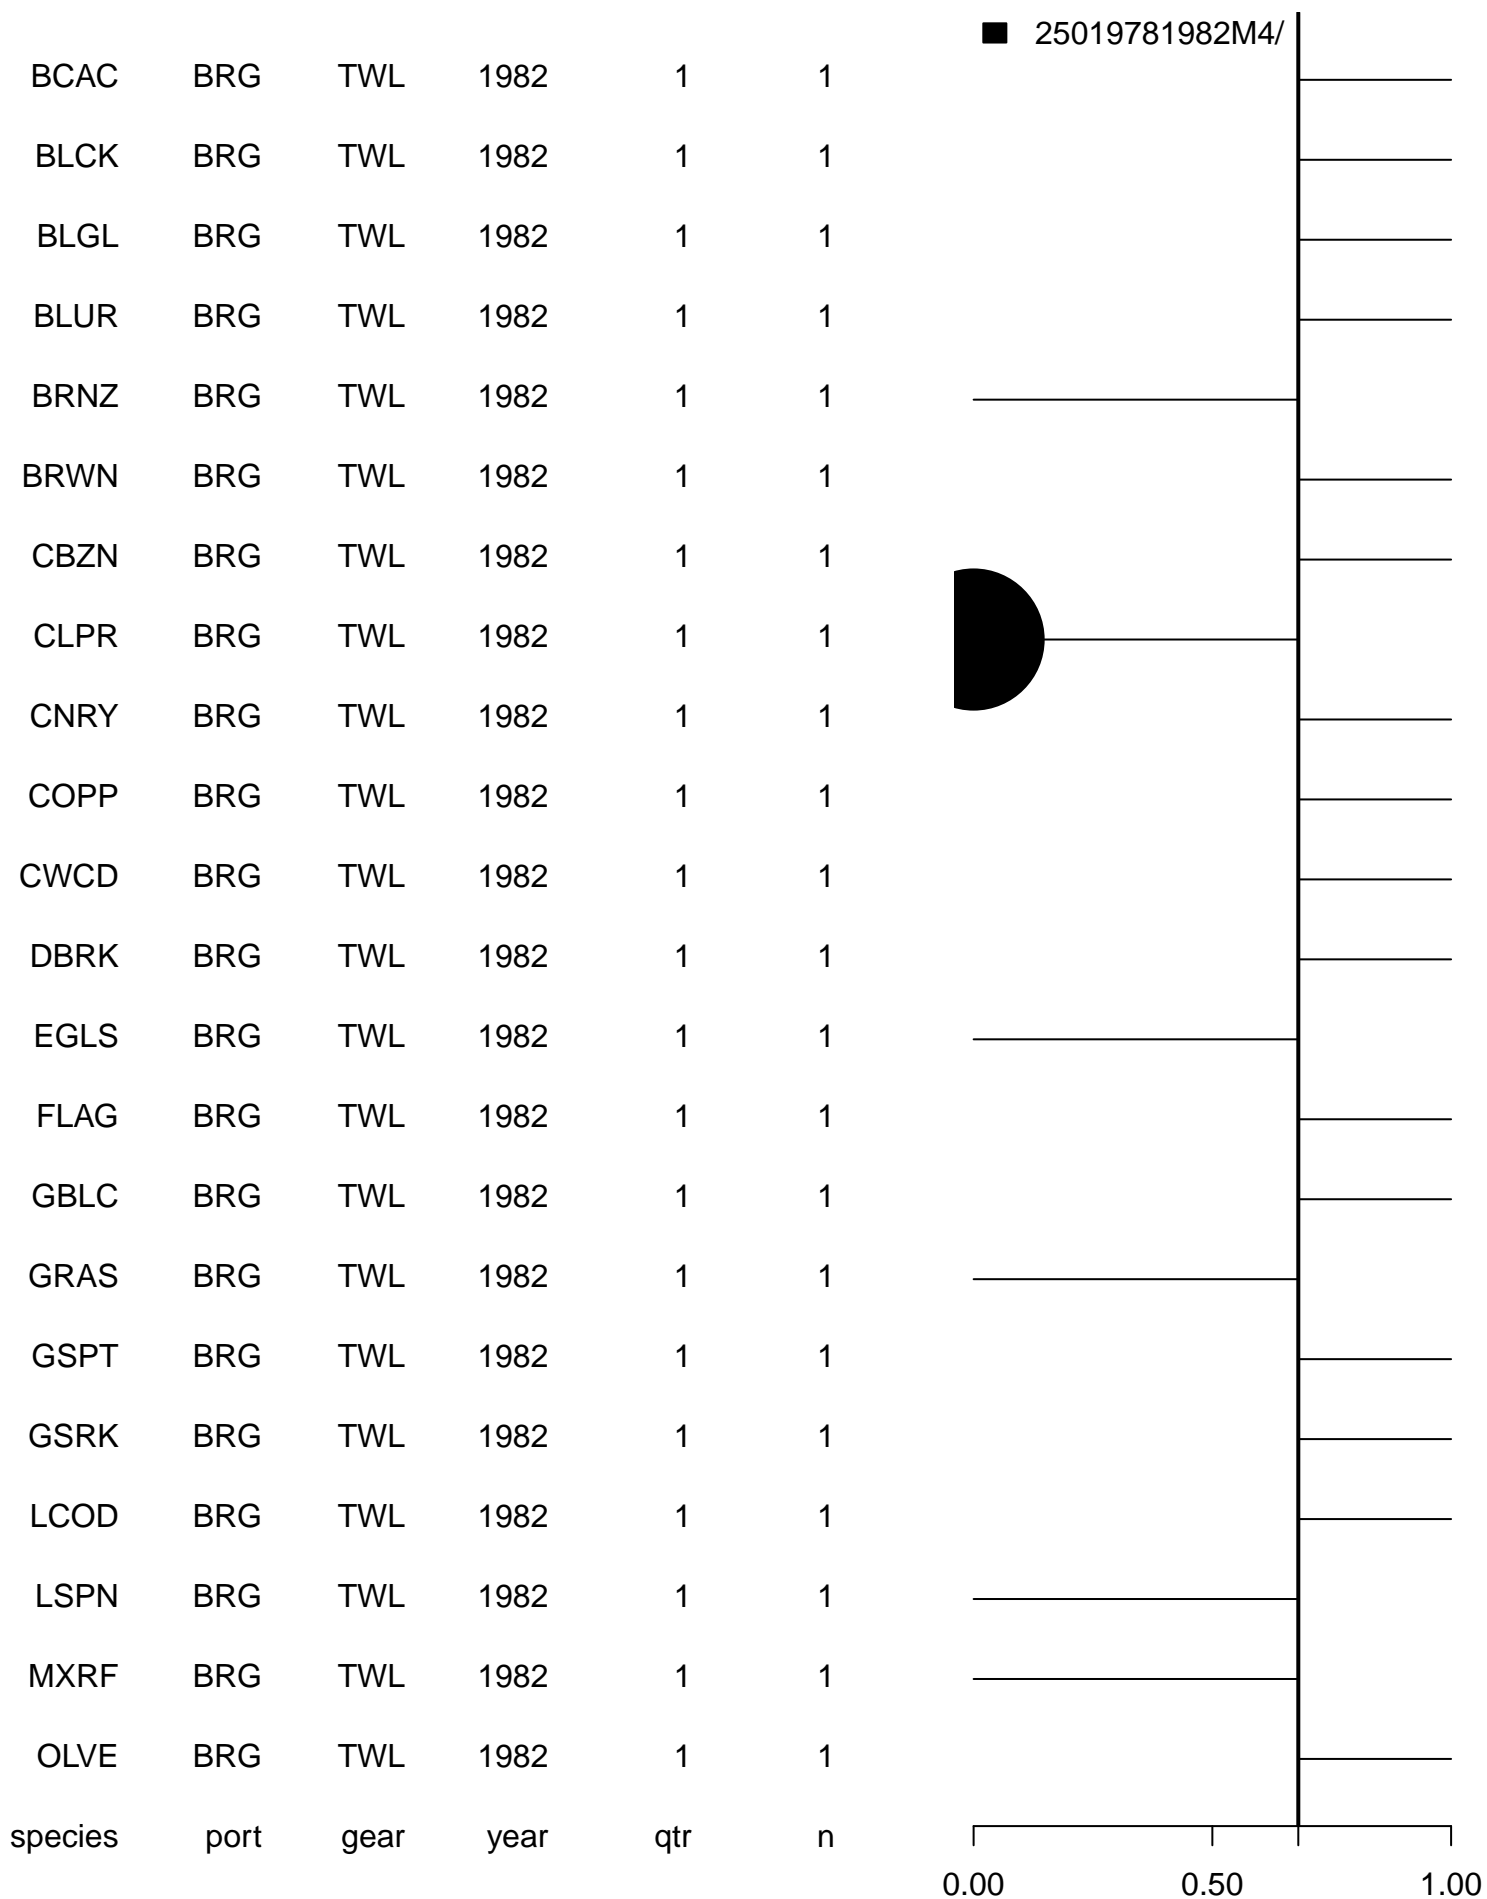 25019781982M4/
BCAC BRG TWL 1982 1 1
BLCK BRG TWL 1982 1 1
BLGL BRG TWL 1982 1 1
BLUR BRG TWL 1982 1 1
BRNZ BRG TWL 1982 1 1
BRWN BRG TWL 1982 1 1
CBZN BRG TWL 1982 1 1
CLPR BRG TWL 1982 1 1
CNRY BRG TWL 1982 1 1
COPP BRG TWL 1982 1 1
CWCD BRG TWL 1982 1 1
DBRK BRG TWL 1982 1 1
EGLS BRG TWL 1982 1 1
FLAG BRG TWL 1982 1 1
GBLC BRG TWL 1982 1 1
GRAS BRG TWL 1982 1 1
GSPT BRG TWL 1982 1 1
GSRK BRG TWL 1982 1 1
LCOD BRG TWL 1982 1 1
LSPN BRG TWL 1982 1 1
MXRF BRG TWL 1982 1 1
OLVE BRG TWL 1982 1 1
species port gear year qtr n
0.00 0.50 1.00